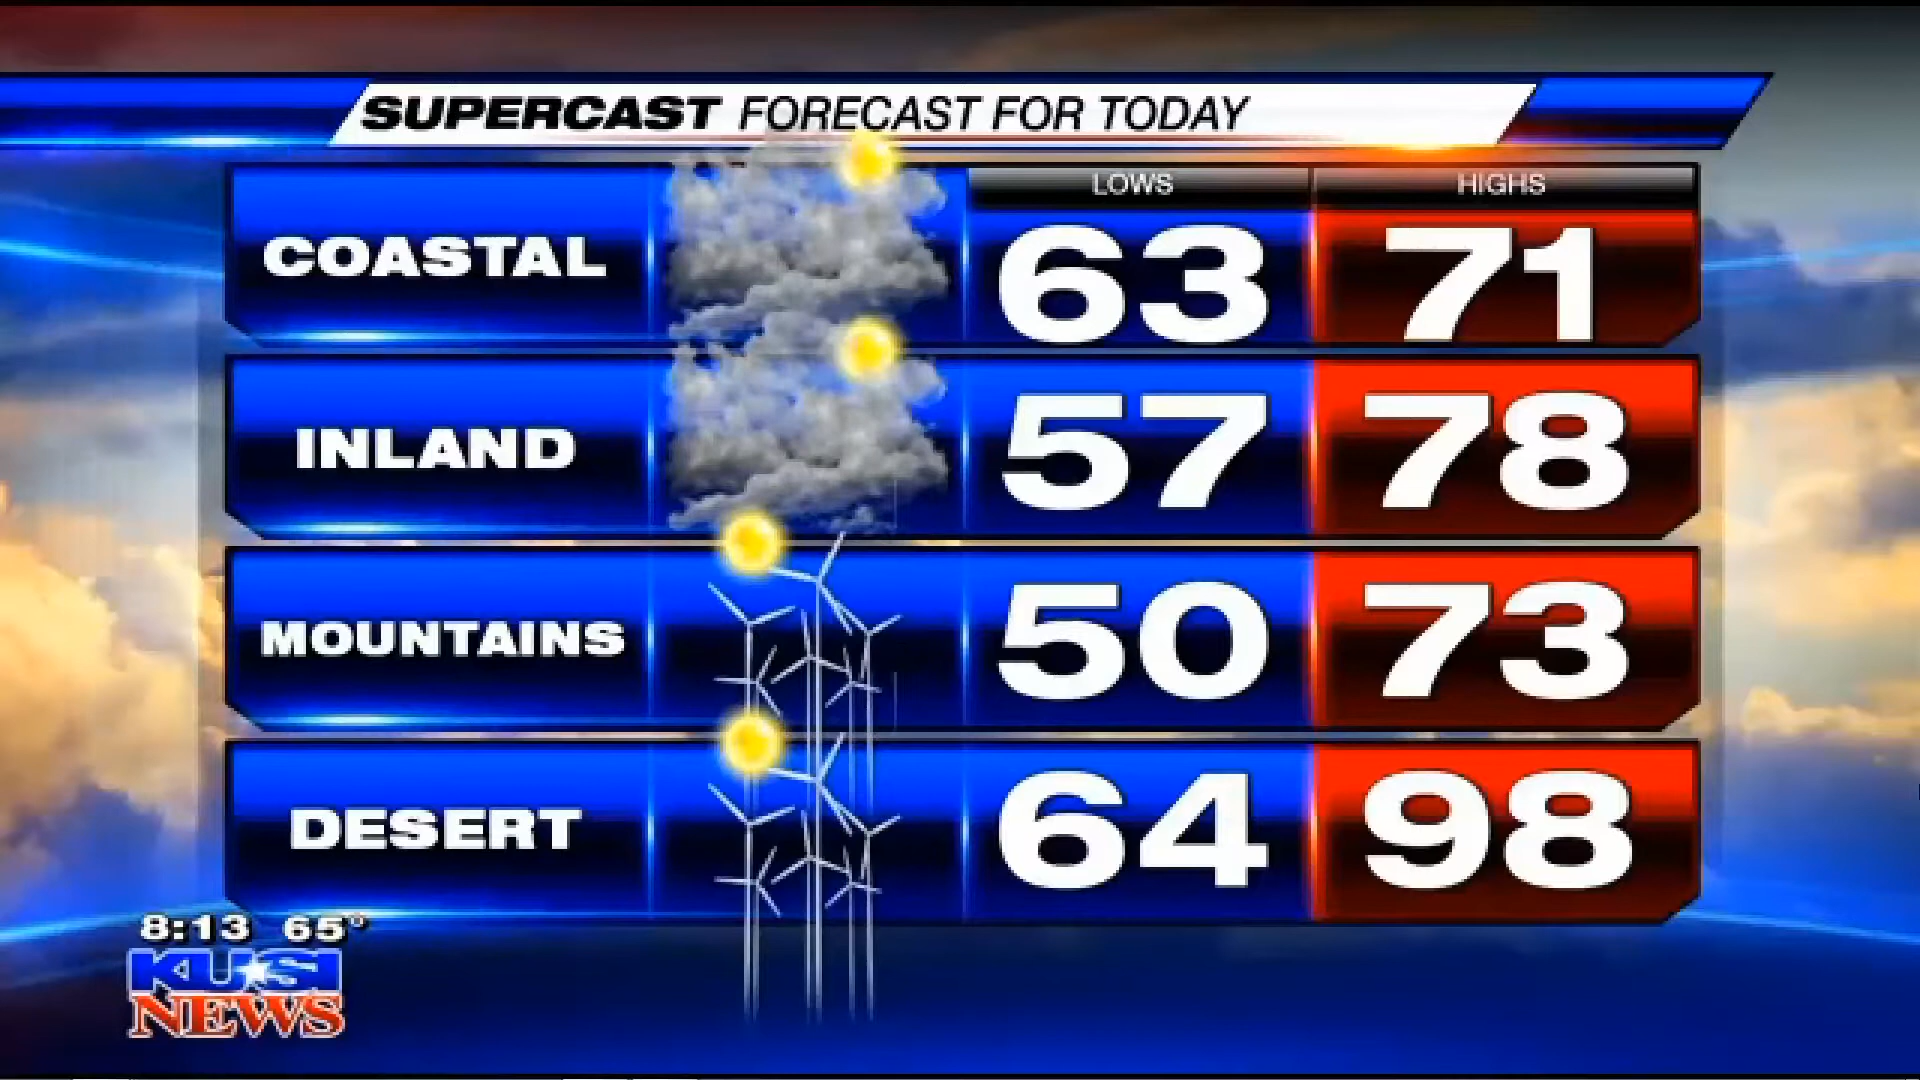 SUPERCAST FORECAST FOR TODAY
LOWS HIGHS
COASTAL 63 71
INLAND 57 78
MOUNTAINS 50 73
DESERT 64 98
8:13 65°
KUSI
NEWS